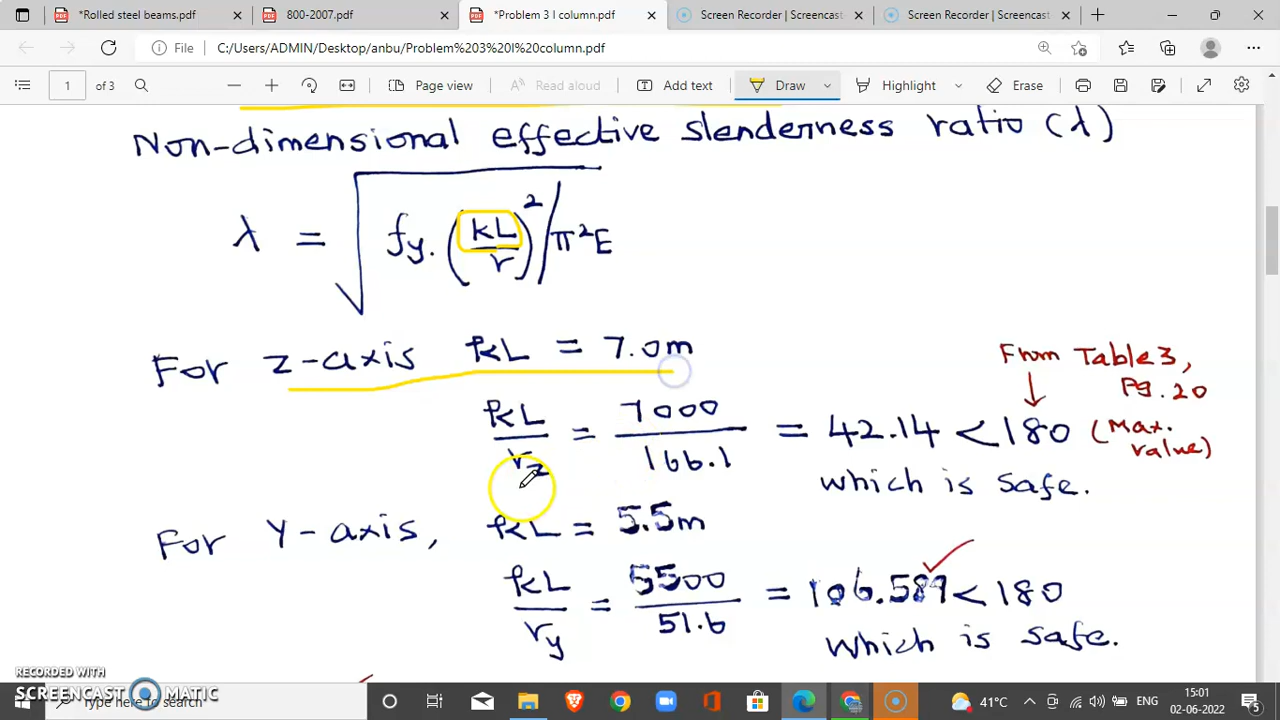 *Rolled steel beams.pdf
800-2007.pdf
*Problem 3 I column.pdf
Screen Recorder | Screencast-
Screen Recorder | Screencast
File
C:/Users/ADMIN/Desktop/anbu/Problem%203%20I%20column.pdf
1 of 3
Page view
Read aloud
Add text
Draw
Highlight
Erase
Non-dimensional effective slenderness ratio (λ)
λ = √ fy. (kL/r)² / π²E
For z-axis kL = 7.0m
From Table 3,
Pg. 20
kL/rz = 7000/166.1 = 42.14 < 180 (Max. value)
which is safe.
For Y-axis, kL = 5.5m
kL/ry = 5500/51.6 = 106.589 < 180
which is safe.
RECORDED WITH
SCREENCAST MATIC
Type here to search
41°C
ENG
15:01
02-06-2022